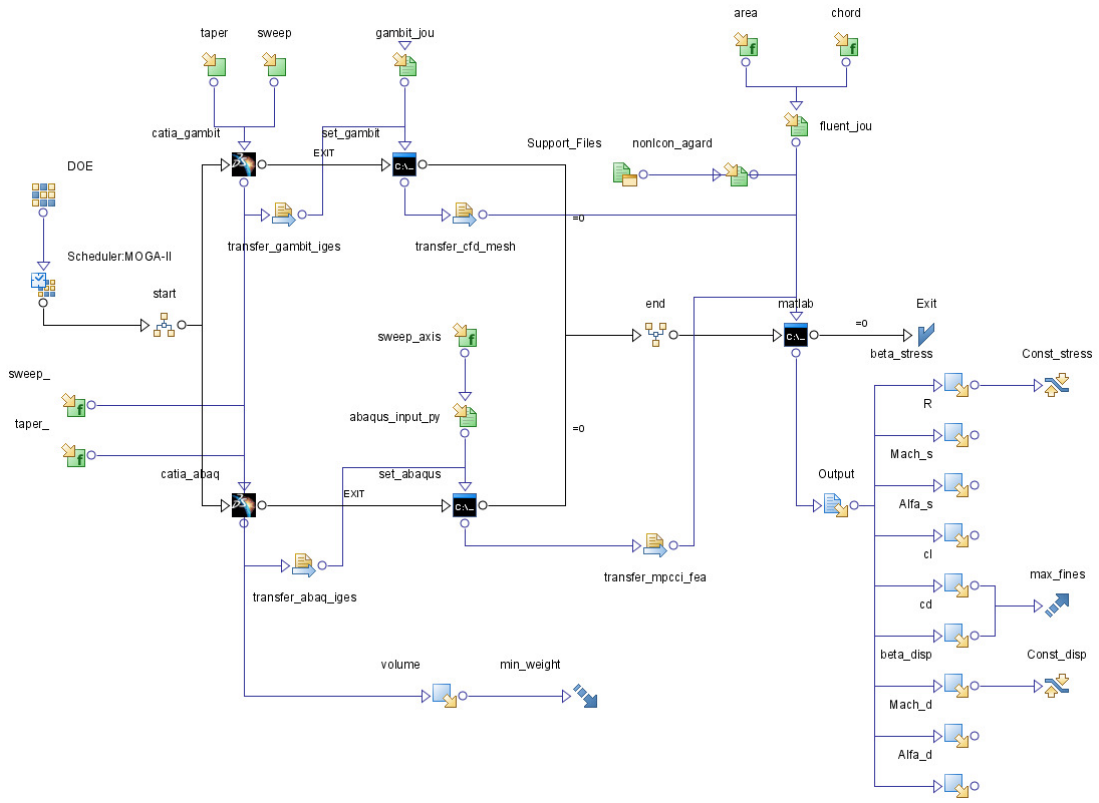 area
chord
taper
sweep
gambit_jou
catia_gambit
set_gambit
fluent_jou
EXIT
Support_Files
nonIcon_agard
C:\_
DOE
=0
transfer_gambit_iges
transfer_cfd_mesh
Scheduler:MOGA-II
start
end
matlab
Exit
=0
C:\_
sweep_axis
beta_stress
Const_stress
sweep_
R
abaqus_input_py
taper_
=0
Mach_s
catia_abaq
set_abaqus
Output
EXIT
C:\_
Alfa_s
cl
max_fines
transfer_abaq_iges
transfer_mpcci_fea
cd
beta_disp
Const_disp
volume
min_weight
Mach_d
Alfa_d